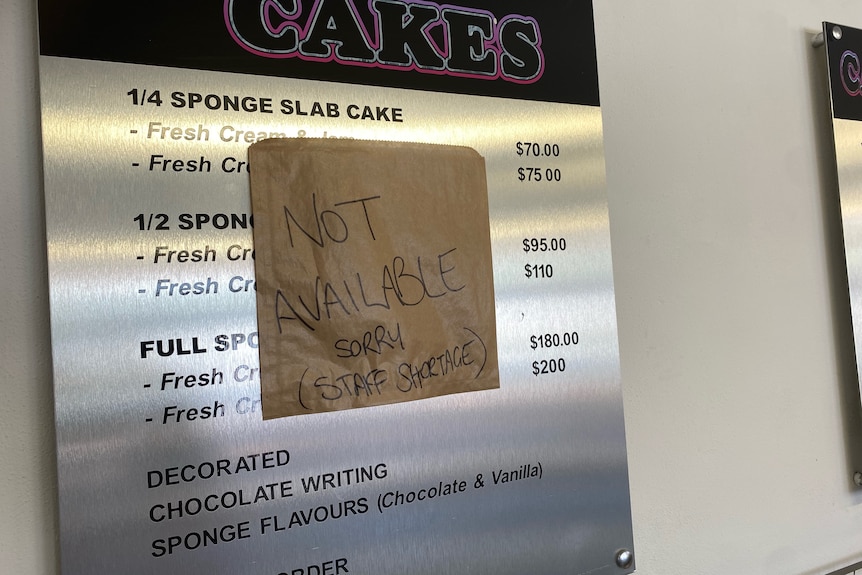 CAKES
1/4 SPONGE SLAB CAKE
- Fresh Cream & Jam $70.00
- Fresh Cre $75 00
1/2 SPON
- Fresh Cr $95.00
- Fresh Cr $110
FULL SPO
- Fresh Cr $180.00
- Fresh Cr $200
NOT
AVAILABLE
SORRY
(STAFF SHORTAGE)
DECORATED
CHOCOLATE WRITING
SPONGE FLAVOURS (Chocolate & Vanilla)
ORDER